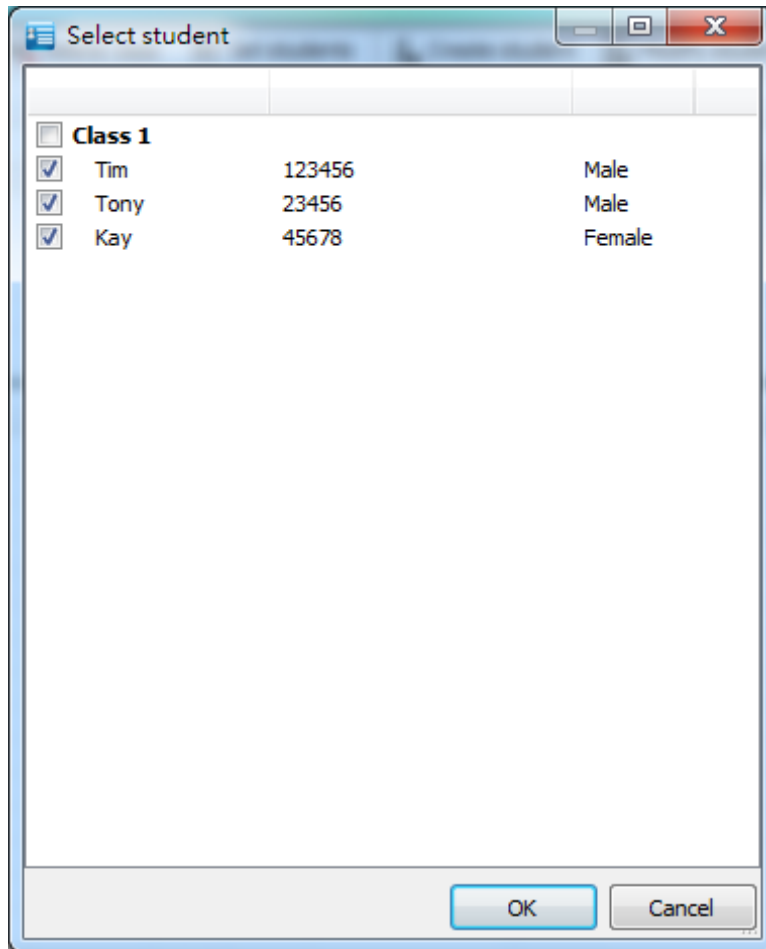 Select student
Class 1
Tim 123456 Male
Tony 23456 Male
Kay 45678 Female
OK Cancel